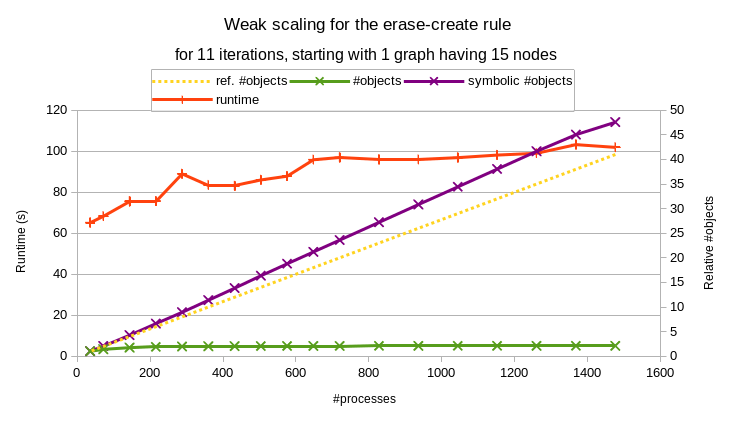 Weak scaling for the erase-create rule
for 11 iterations, starting with 1 graph having 15 nodes
ref. #objects #objects symbolic #objects
runtime
120
100
80
60
40
20
0
Runtime (s)
50
45
40
35
30
25
20
15
10
5
0
Relative #objects
0 200 400 600 800 1000 1200 1400 1600
#processes